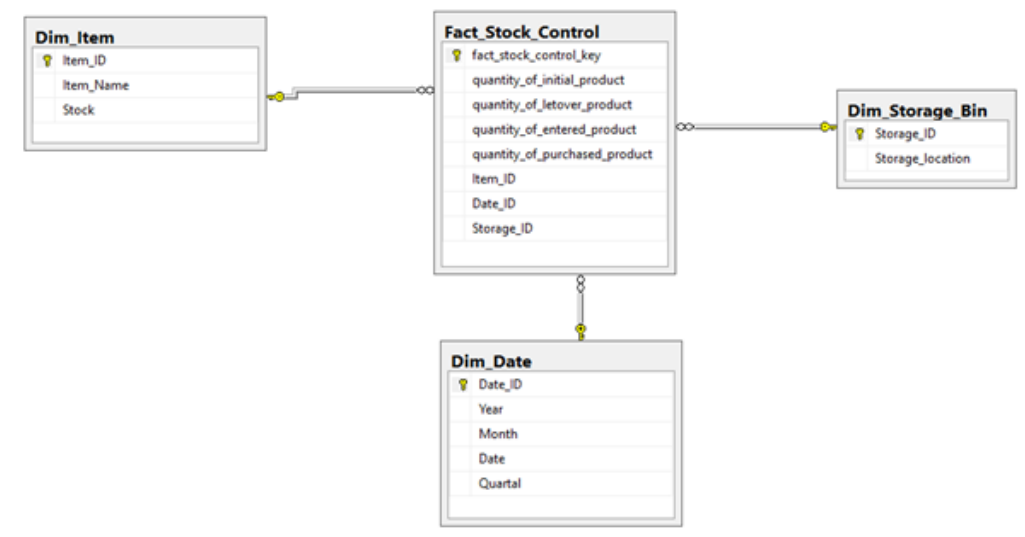 Dim_Item
Item_ID
Item_Name
Stock
Fact_Stock_Control
fact_stock_control_key
quantity_of_initial_product
quantity_of_letover_product
quantity_of_entered_product
quantity_of_purchased_product
Item_ID
Date_ID
Storage_ID
Dim_Storage_Bin
Storage_ID
Storage_location
Dim_Date
Date_ID
Year
Month
Date
Quartal